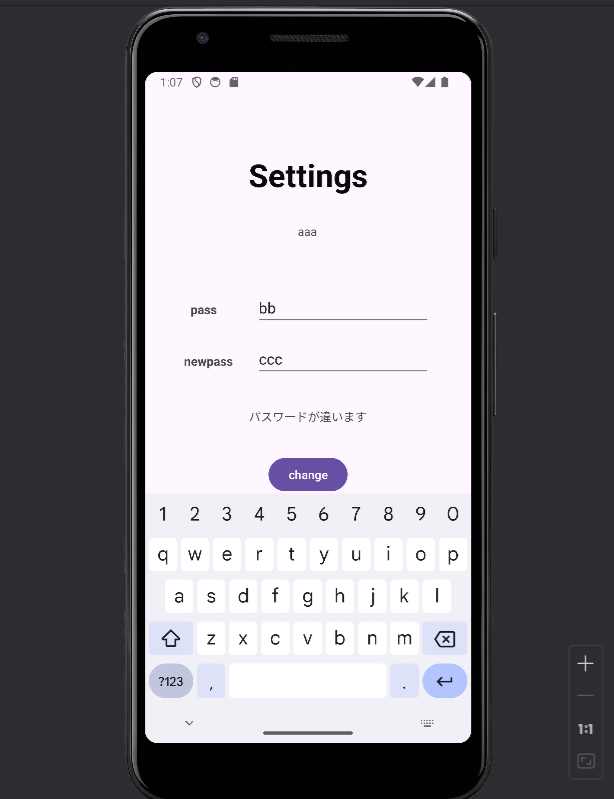 1:07
Settings
aaa
pass bb
newpass ccc
パスワードが違います
change
1 2 3 4 5 6 7 8 9 0
q w e r t y u i o p
a s d f g h j k l
z x c v b n m
?123 , .
1:1